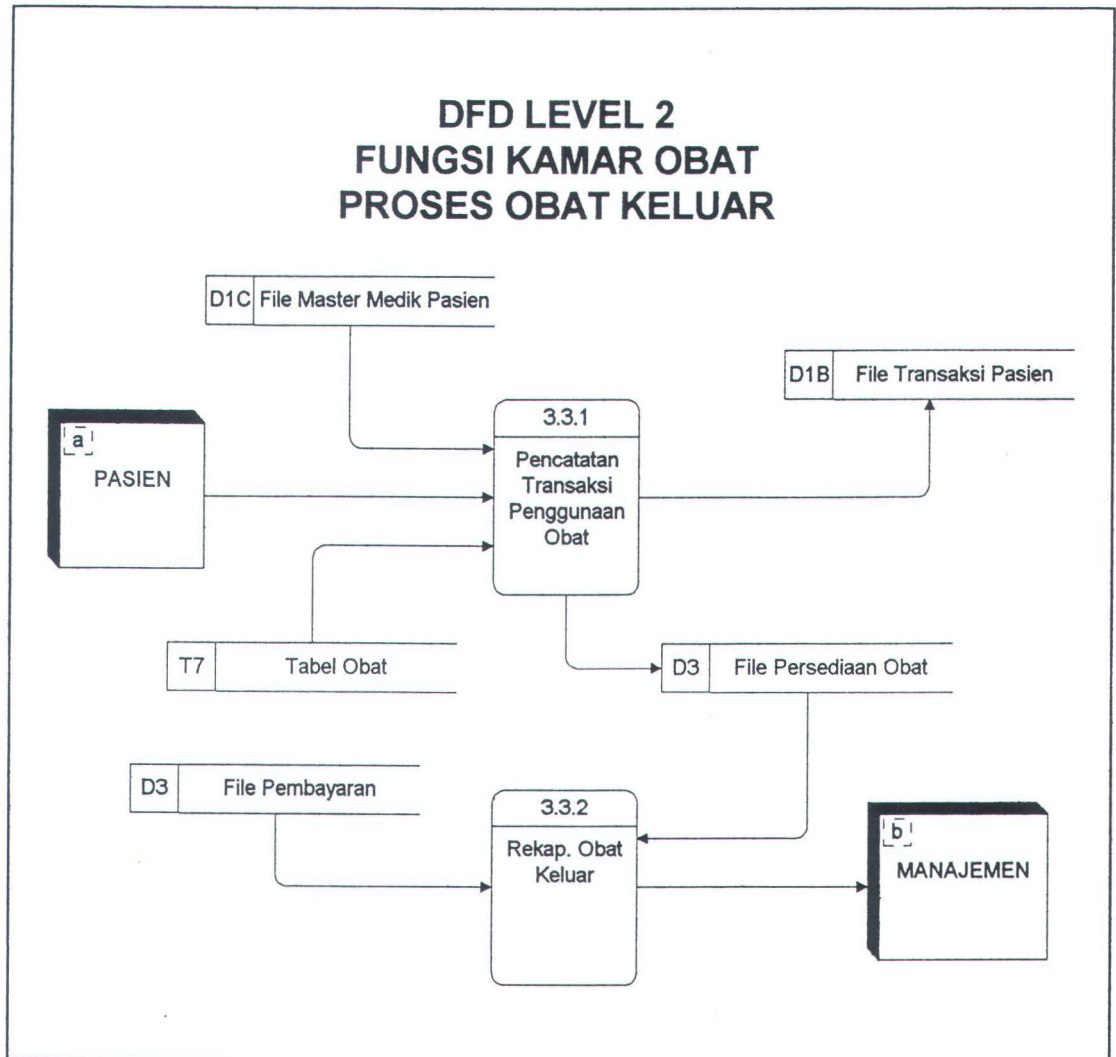 DFD LEVEL 2
FUNGSI KAMAR OBAT
PROSES OBAT KELUAR
D1C File Master Medik Pasien
D1B File Transaksi Pasien
a
PASIEN
3.3.1
Pencatatan
Transaksi
Penggunaan
Obat
T7 Tabel Obat
D3 File Persediaan Obat
D3 File Pembayaran
3.3.2
Rekap. Obat
Keluar
b
MANAJEMEN